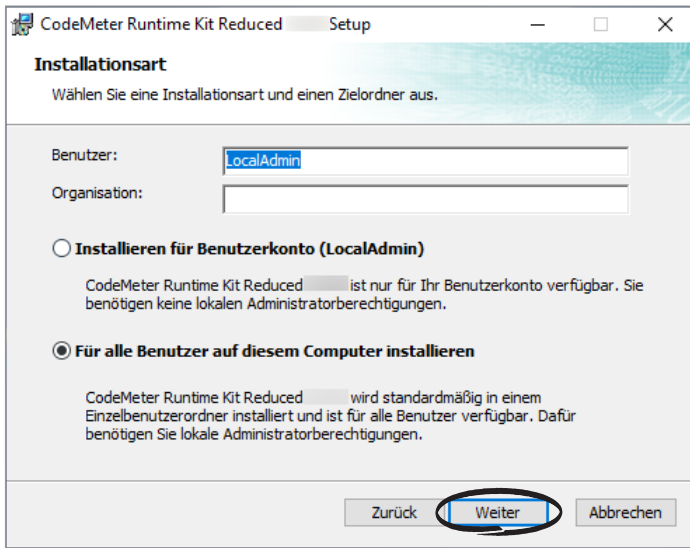 CodeMeter Runtime Kit Reduced Setup
Installationsart
Wählen Sie eine Installationsart und einen Zielordner aus.
Benutzer:
LocalAdmin
Organisation:
Installieren für Benutzerkonto (LocalAdmin)
CodeMeter Runtime Kit Reduced ist nur für Ihr Benutzerkonto verfügbar. Sie
benötigen keine lokalen Administratorberechtigungen.
Für alle Benutzer auf diesem Computer installieren
CodeMeter Runtime Kit Reduced wird standardmäßig in einem
Einzelbenutzerordner installiert und ist für alle Benutzer verfügbar. Dafür
benötigen Sie lokale Administratorberechtigungen.
Zurück Weiter Abbrechen